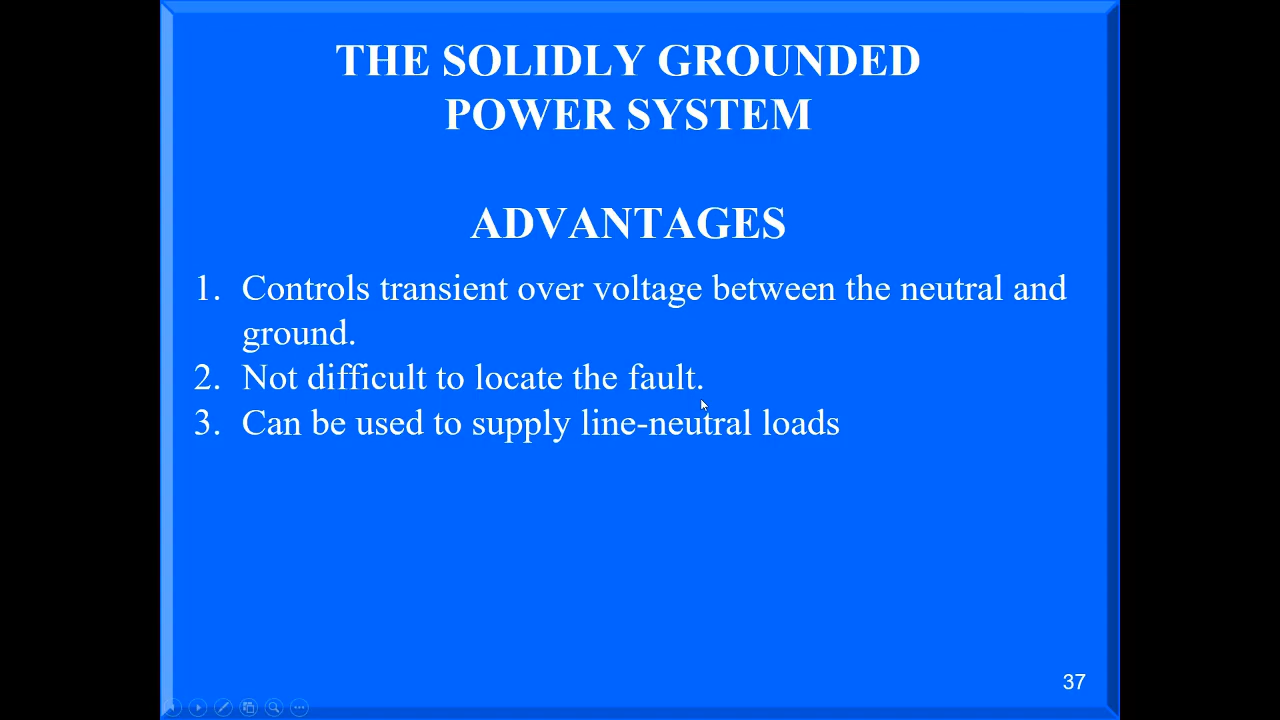 THE SOLIDLY GROUNDED
POWER SYSTEM
ADVANTAGES
1. Controls transient over voltage between the neutral and
ground.
2. Not difficult to locate the fault.
3. Can be used to supply line-neutral loads
37